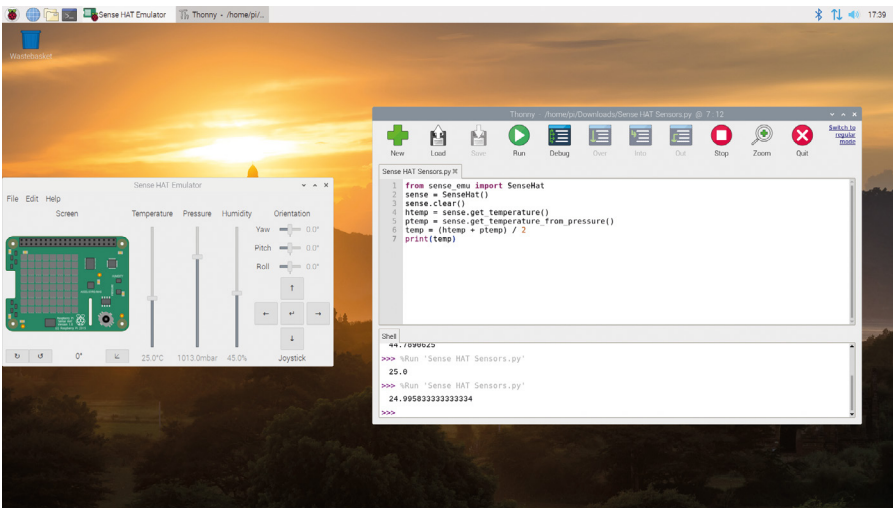 Sense HAT Emulator
Thonny - /home/pi/..
17:39
Wastebasket
Thonny - /home/pi/Downloads/Sense HAT Sensors.py @ 7:12
New
Load
Save
Run
Debug
Over
Into
Out
Stop
Zoom
Quit
Switch to
regular
mode
Sense HAT Sensors.py
1 from sense_emu import SenseHat
2 sense = SenseHat()
3 sense.clear()
4 htemp = sense.get_temperature()
5 ptemp = sense.get_temperature_from_pressure()
6 temp = (htemp + ptemp) / 2
7 print(temp)
Shell
44.7890625
>>> %Run 'Sense HAT Sensors.py'
25.0
>>> %Run 'Sense HAT Sensors.py'
24.995833333333334
>>>
Sense HAT Emulator
File Edit Help
Screen
Temperature
Pressure
Humidity
Orientation
Yaw 0.0°
Pitch 0.0°
Roll 0.0°
0°
25.0°C
1013.0mbar
45.0%
Joystick